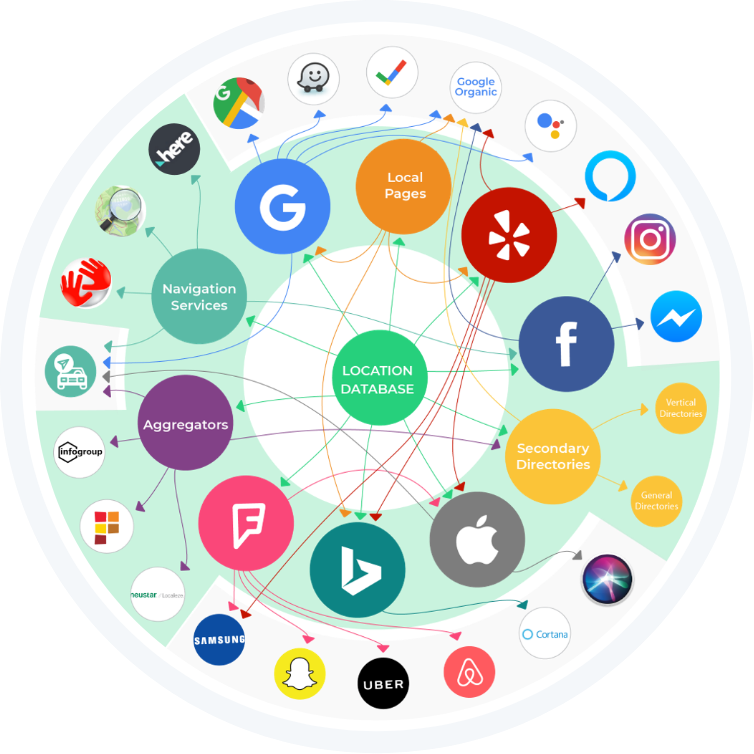 Google
Organic
here
Local
Pages
Navigation
Services
LOCATION
DATABASE
Aggregators
infogroup
Secondary
Directories
Vertical
Directories
General
Directories
neustar / Localeze
SAMSUNG
UBER
Cortana